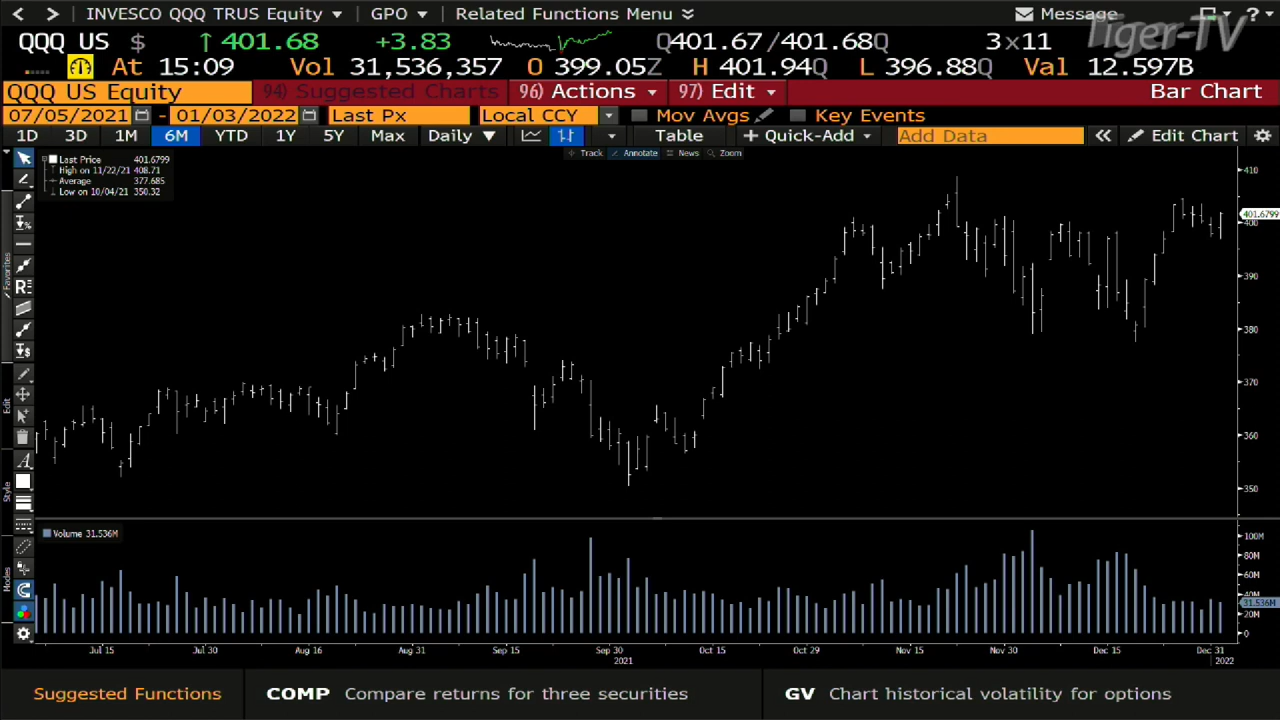 INVESCO QQQ TRUS Equity GPO Related Functions Menu Message ?
Tiger-TV
QQQ US $ ↑ 401.68 +3.83 Q401.67/401.68Q 3×11
At 15:09 Vol 31,536,357 O 399.05Z H 401.94Q L 396.88Q Val 12.597B
QQQ US Equity 94) Suggested Charts 96) Actions 97) Edit Bar Chart
07/05/2021 - 01/03/2022 Last Px Local CCY Mov Avgs Key Events
1D 3D 1M 6M YTD 1Y 5Y Max Daily ▼ Table + Quick-Add Add Data « Edit Chart
Track Annotate News Zoom
Last Price 401.6799
High on 11/22/21 408.71
Average 377.685
Low on 10/04/21 350.32
410
401.6799
400
390
380
370
360
350
Favorites
Edit
Style
Modes
Volume 31.536M
100M
80M
60M
40M
31.536M
20M
0
Jul 15 Jul 30 Aug 16 Aug 31 Sep 15 Sep 30 Oct 15 Oct 29 Nov 15 Nov 30 Dec 15 Dec 31
2021 2022
Suggested Functions COMP Compare returns for three securities GV Chart historical volatility for options